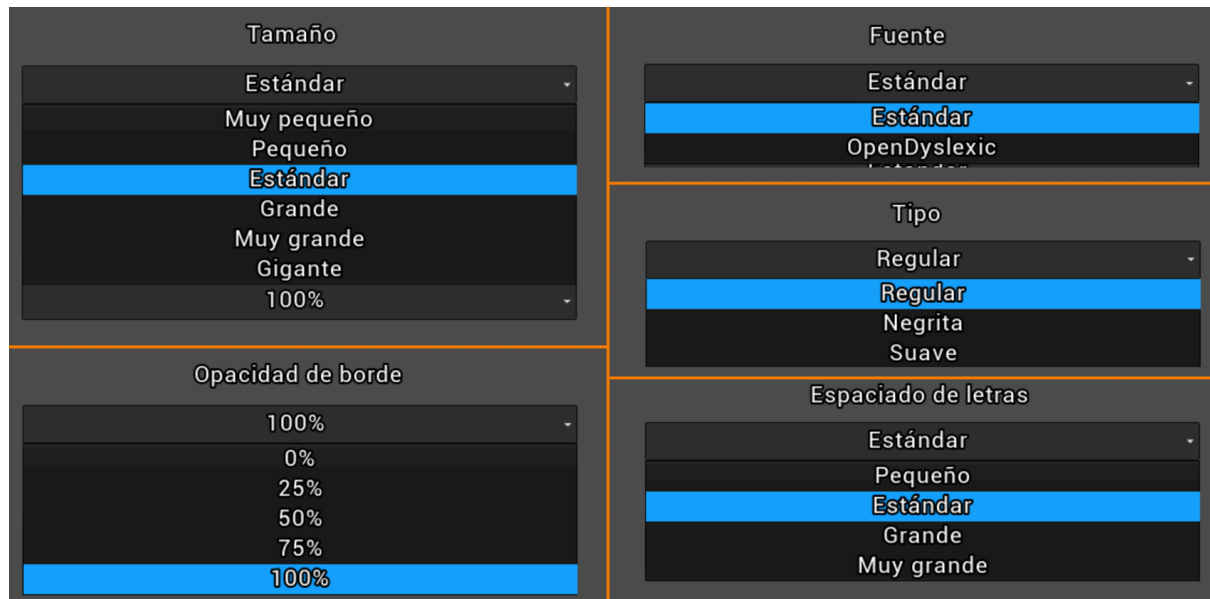 Tamaño
Estándar
Muy pequeño
Pequeño
Estándar
Grande
Muy grande
Gigante
100%
Opacidad de borde
100%
0%
25%
50%
75%
100%
Fuente
Estándar
Estándar
OpenDyslexic
Tipo
Regular
Regular
Negrita
Suave
Espaciado de letras
Estándar
Pequeño
Estándar
Grande
Muy grande